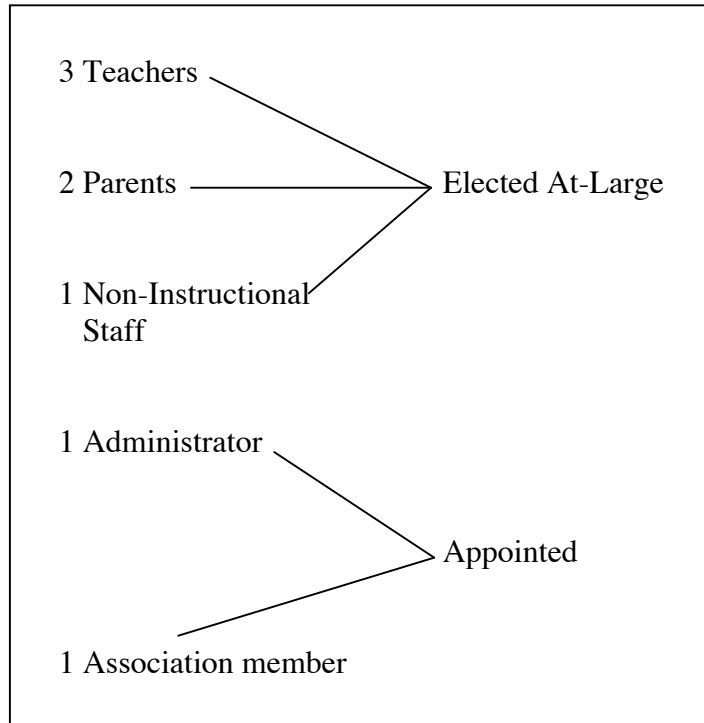 3 Teachers
2 Parents
Elected At-Large
1 Non-Instructional
Staff
1 Administrator
Appointed
1 Association member